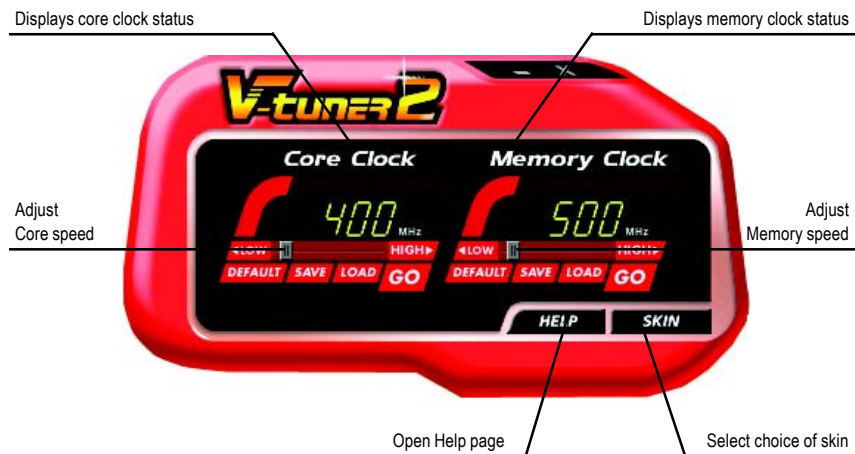 Displays core clock status
Displays memory clock status
V-tuner2
Core Clock
Memory Clock
Adjust
Core speed
400 MHz
500 MHz
Adjust
Memory speed
LOW
HIGH
LOW
HIGH
DEFAULT
SAVE
LOAD
GO
DEFAULT
SAVE
LOAD
GO
HELP
SKIN
Open Help page
Select choice of skin